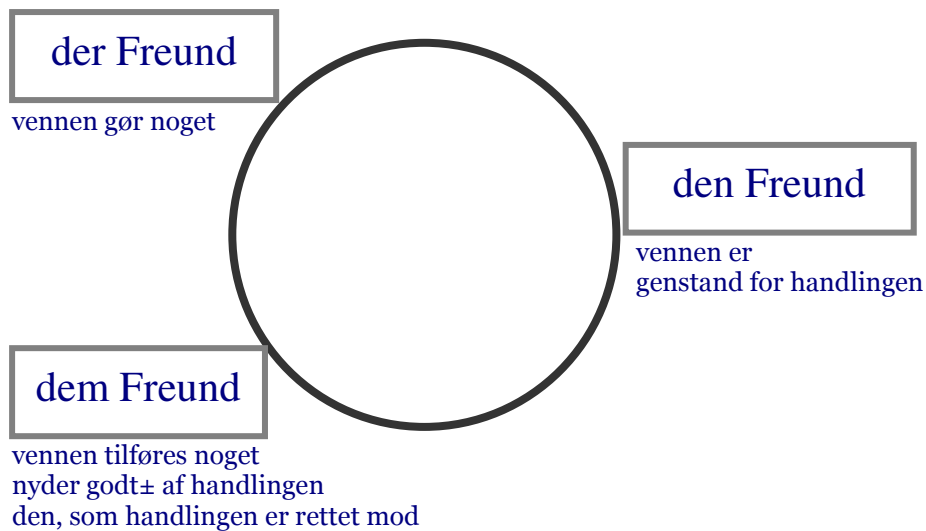 der Freund
vennen gør noget
den Freund
vennen er
genstand for handlingen
dem Freund
vennen tilføres noget
nyder godt± af handlingen
den, som handlingen er rettet mod